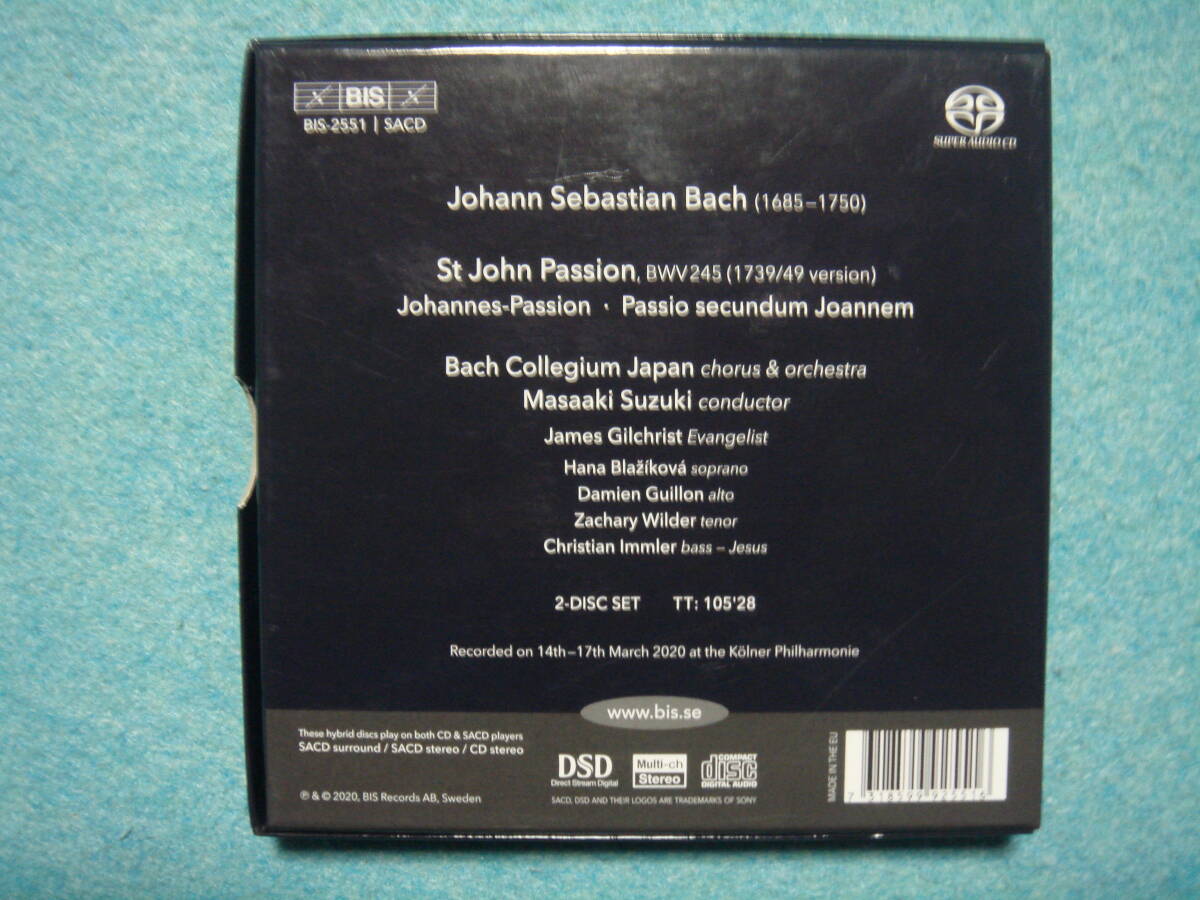 BIS
BIS-2551 | SACD
SUPER AUDIO CD
Johann Sebastian Bach (1685–1750)
St John Passion, BWV 245 (1739/49 version)
Johannes-Passion · Passio secundum Joannem
Bach Collegium Japan chorus & orchestra
Masaaki Suzuki conductor
James Gilchrist Evangelist
Hana Blažíková soprano
Damien Guillon alto
Zachary Wilder tenor
Christian Immler bass – Jesus
2-DISC SET TT: 105'28
Recorded on 14th–17th March 2020 at the Kölner Philharmonie
www.bis.se
These hybrid discs play on both CD & SACD players
SACD surround / SACD stereo / CD stereo
℗ & © 2020, BIS Records AB, Sweden
DSD
Direct Stream Digital
Multi-ch
Stereo
COMPACT
disc
DIGITAL AUDIO
SACD, DSD AND THEIR LOGOS ARE TRADEMARKS OF SONY
MADE IN THE EU
7 318599 925516